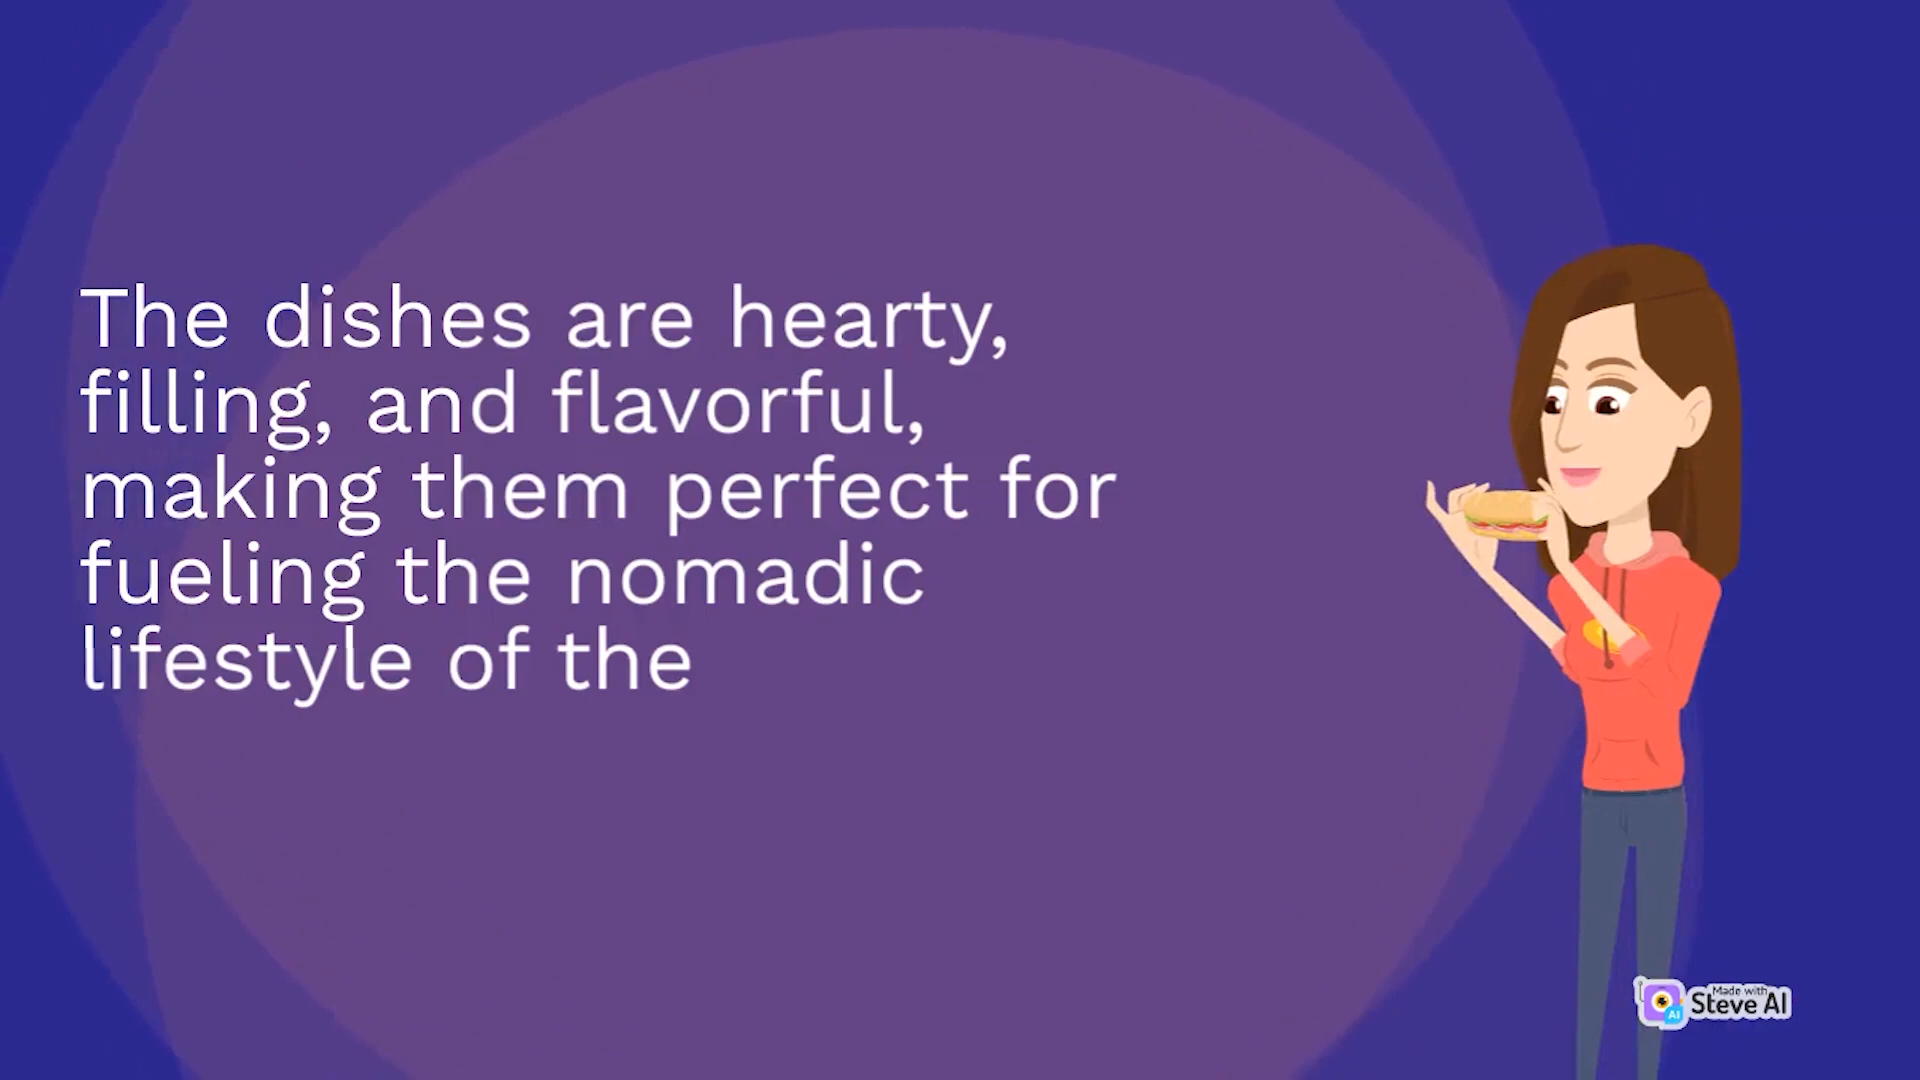 The dishes are hearty,
filling, and flavorful,
making them perfect for
fueling the nomadic
lifestyle of the
Made with
Steve AI
AI